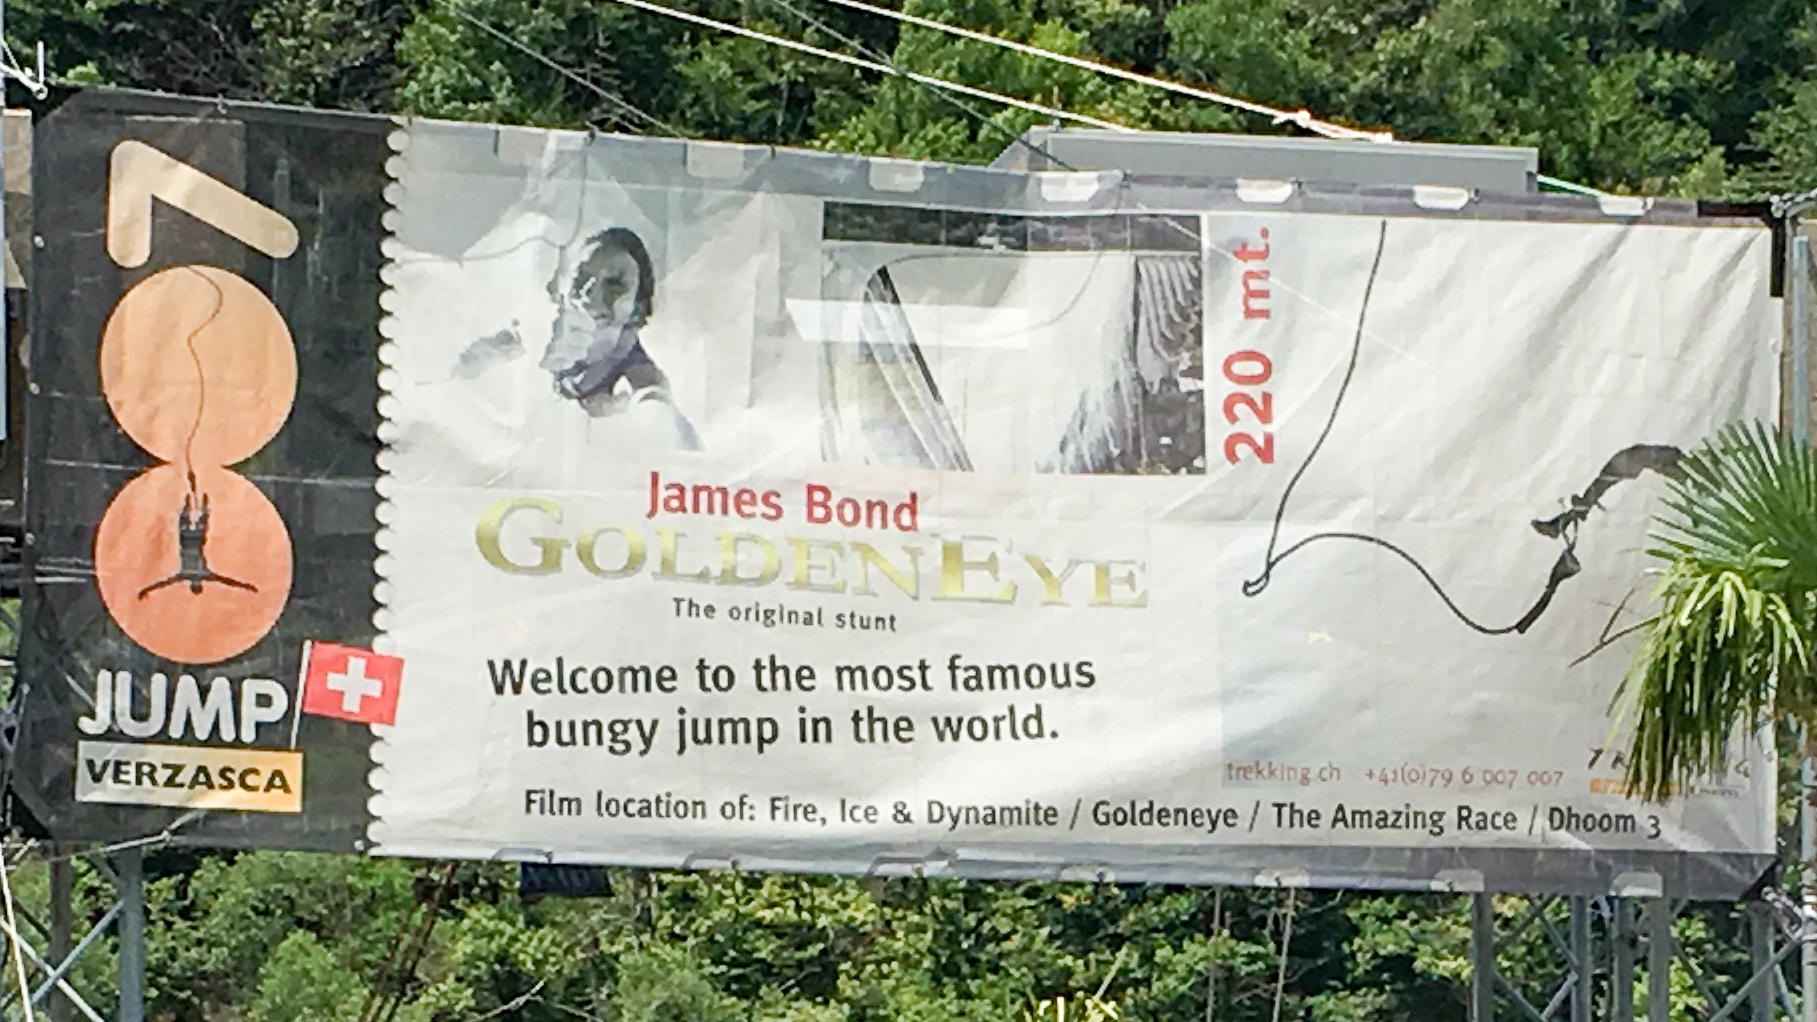 007
JUMP
VERZASCA
220 mt.
James Bond
GOLDENEYE
The original stunt
Welcome to the most famous
bungy jump in the world.
trekking.ch +41(0)79 6 007 007
Film location of: Fire, Ice & Dynamite / Goldeneye / The Amazing Race / Dhoom 3